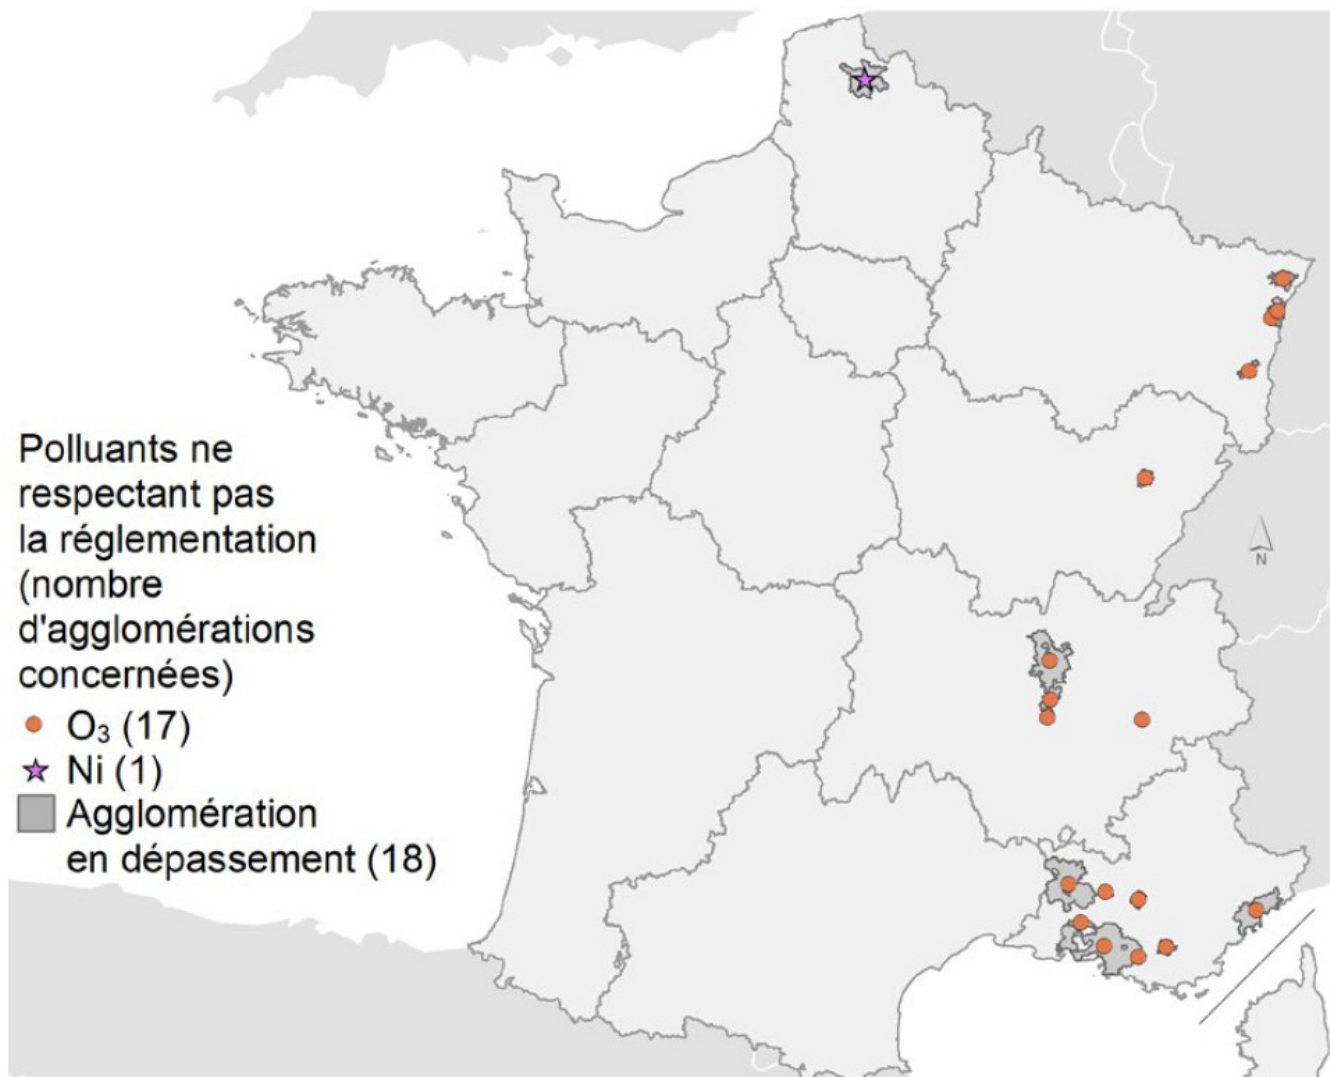 Polluants ne
respectant pas
la réglementation
(nombre
d'agglomérations
concernées)
O₃ (17)
Ni (1)
Agglomération
en dépassement (18)
N